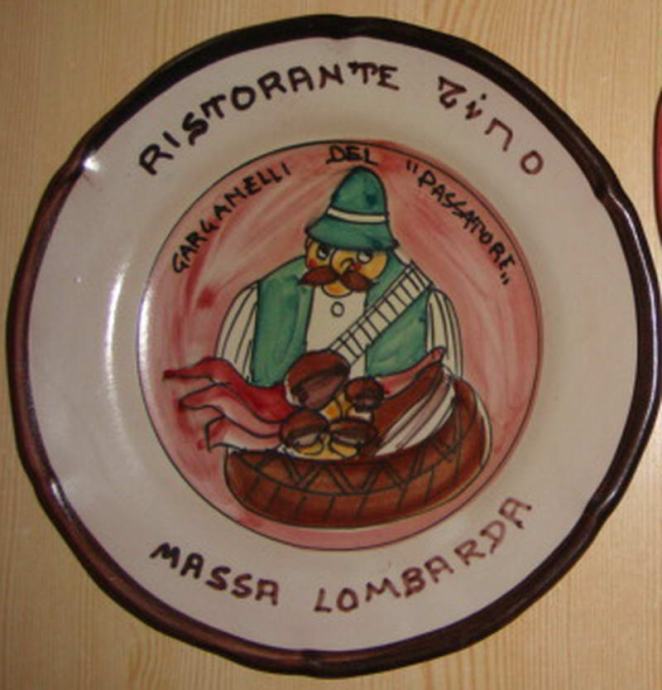 RISTORANTE Zino
GARGANELLI DEL "PASSATORE"
MASSA LOMBARDA